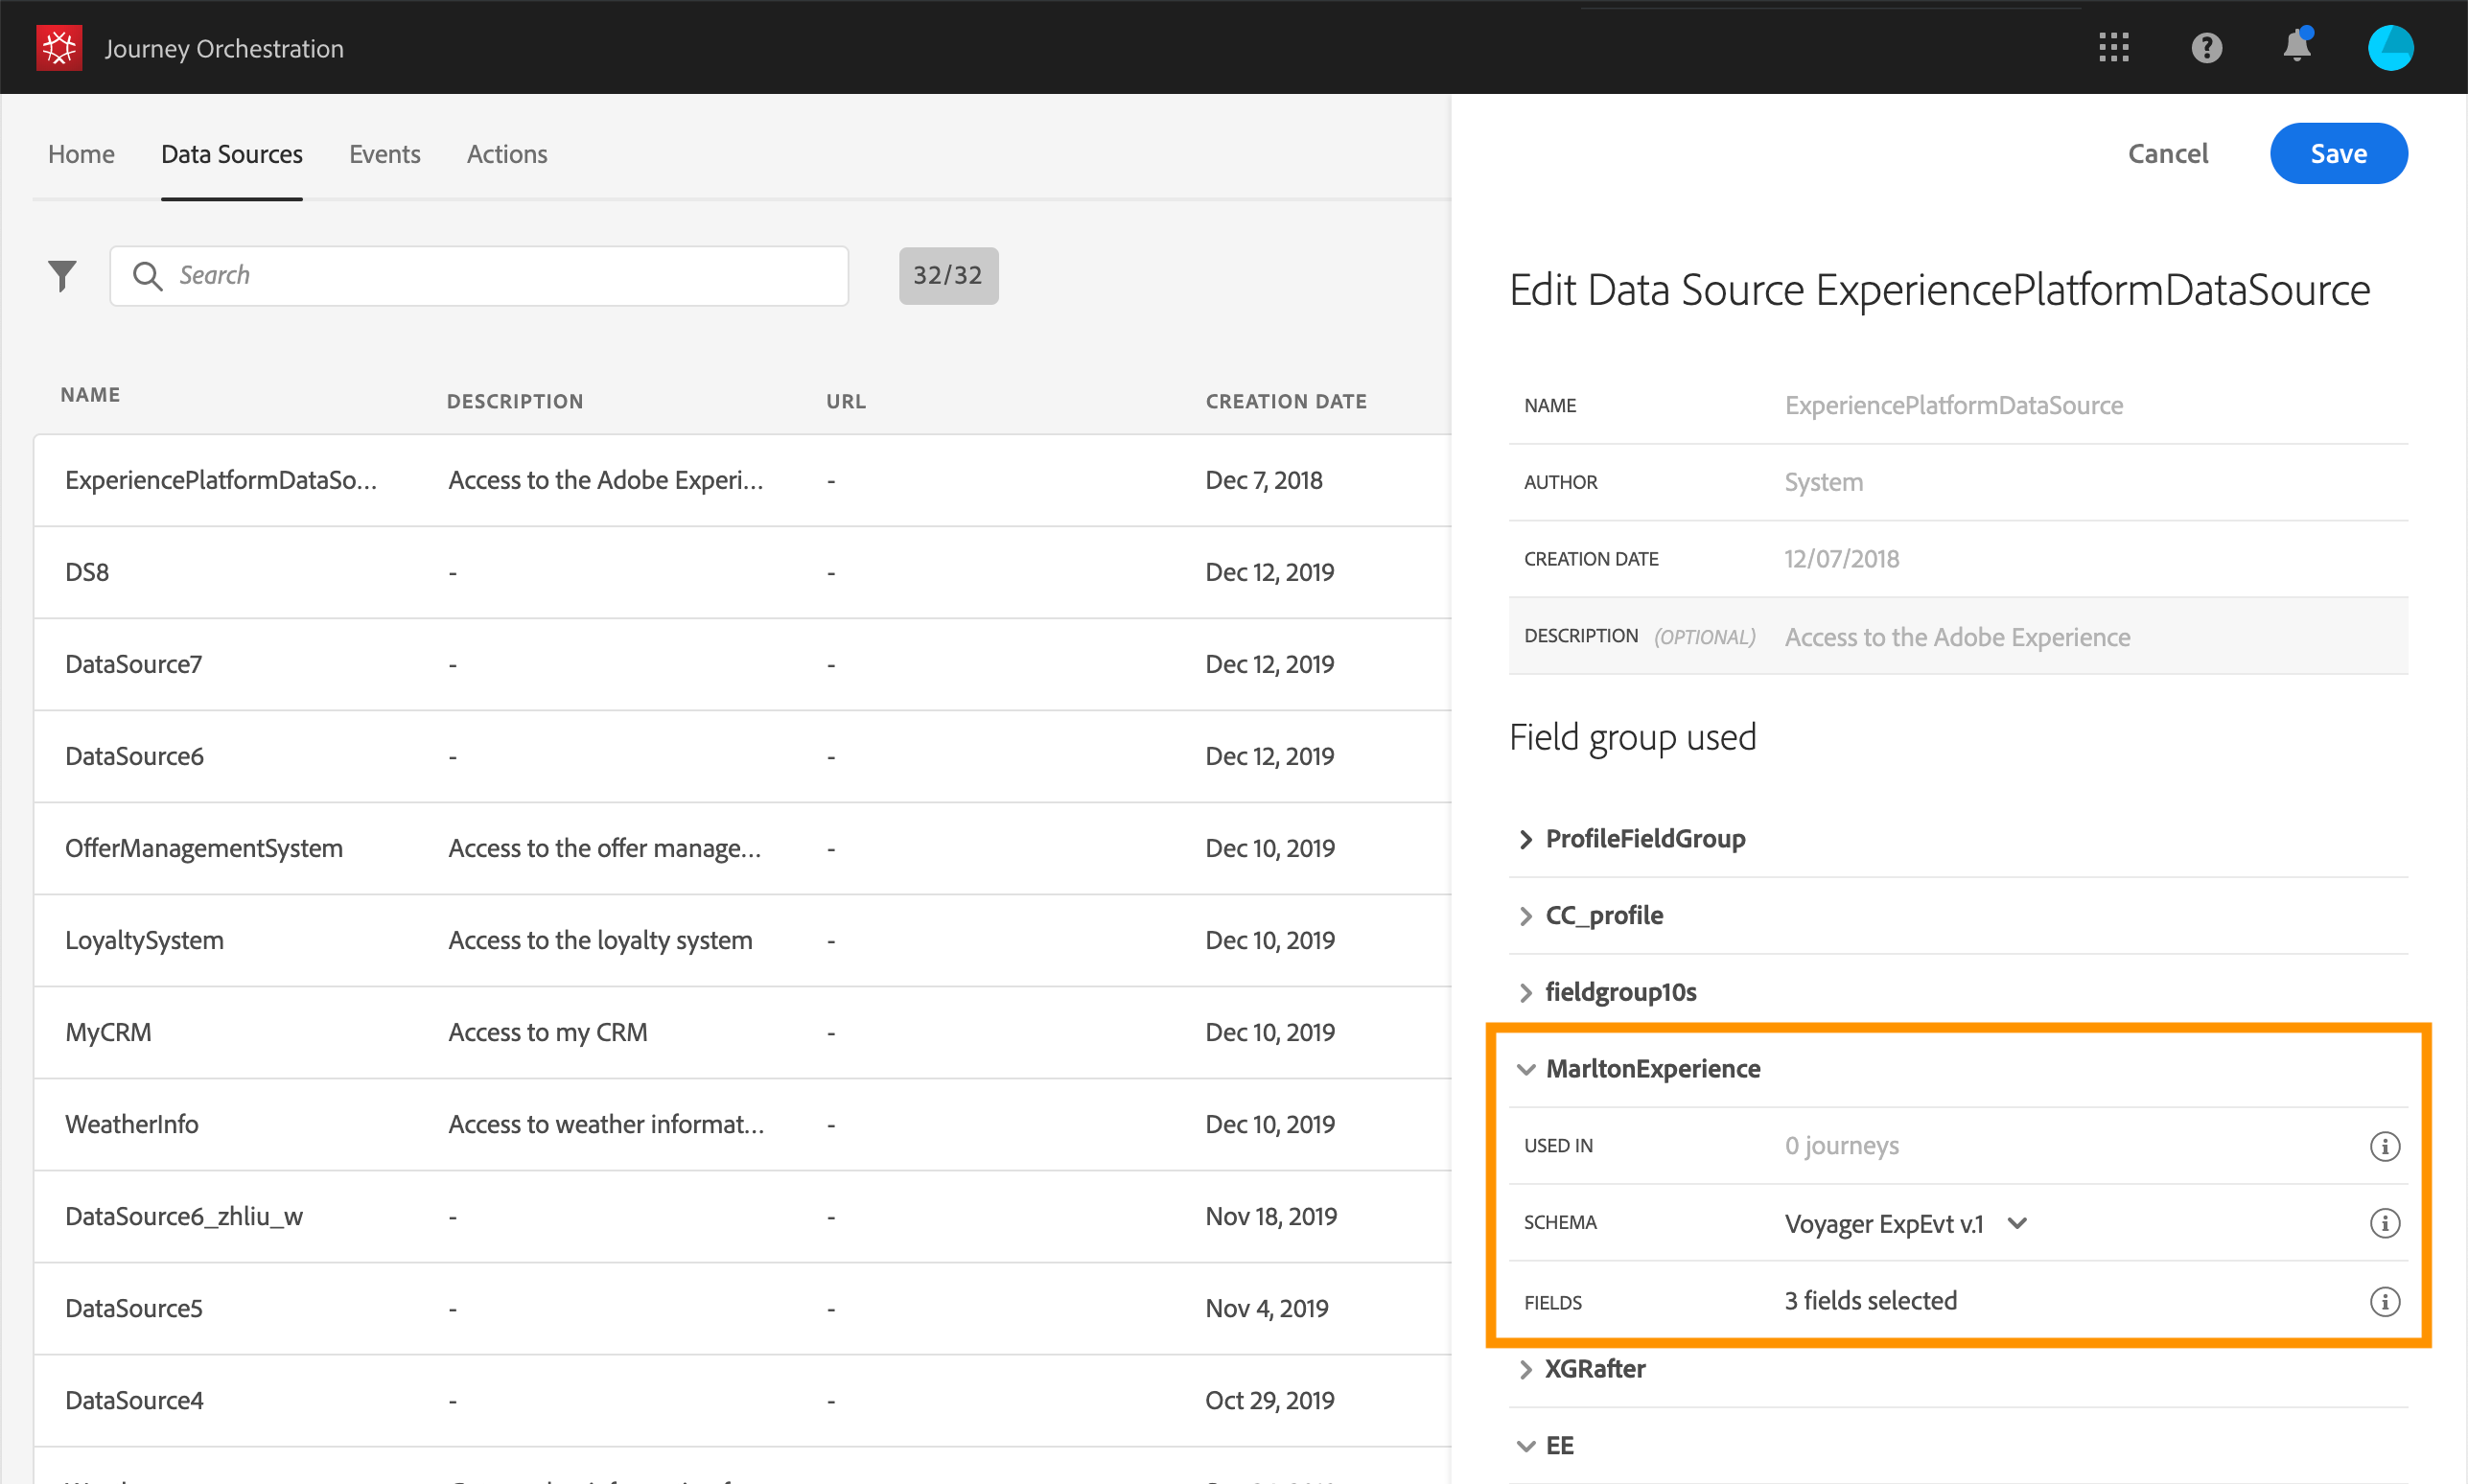 Journey Orchestration
Home Data Sources Events Actions
Cancel Save
Search 32/32
NAME DESCRIPTION URL CREATION DATE
ExperiencePlatformDataSo... Access to the Adobe Experi... - Dec 7, 2018
DS8 - - Dec 12, 2019
DataSource7 - - Dec 12, 2019
DataSource6 - - Dec 12, 2019
OfferManagementSystem Access to the offer manage... - Dec 10, 2019
LoyaltySystem Access to the loyalty system - Dec 10, 2019
MyCRM Access to my CRM - Dec 10, 2019
WeatherInfo Access to weather informat... - Dec 10, 2019
DataSource6_zhliu_w - - Nov 18, 2019
DataSource5 - - Nov 4, 2019
DataSource4 - - Oct 29, 2019
Edit Data Source ExperiencePlatformDataSource
NAME ExperiencePlatformDataSource
AUTHOR System
CREATION DATE 12/07/2018
DESCRIPTION (OPTIONAL) Access to the Adobe Experience
Field group used
ProfileFieldGroup
CC_profile
fieldgroup10s
MarltonExperience
USED IN 0 journeys
SCHEMA Voyager ExpEvt v.1
FIELDS 3 fields selected
XGRafter
EE